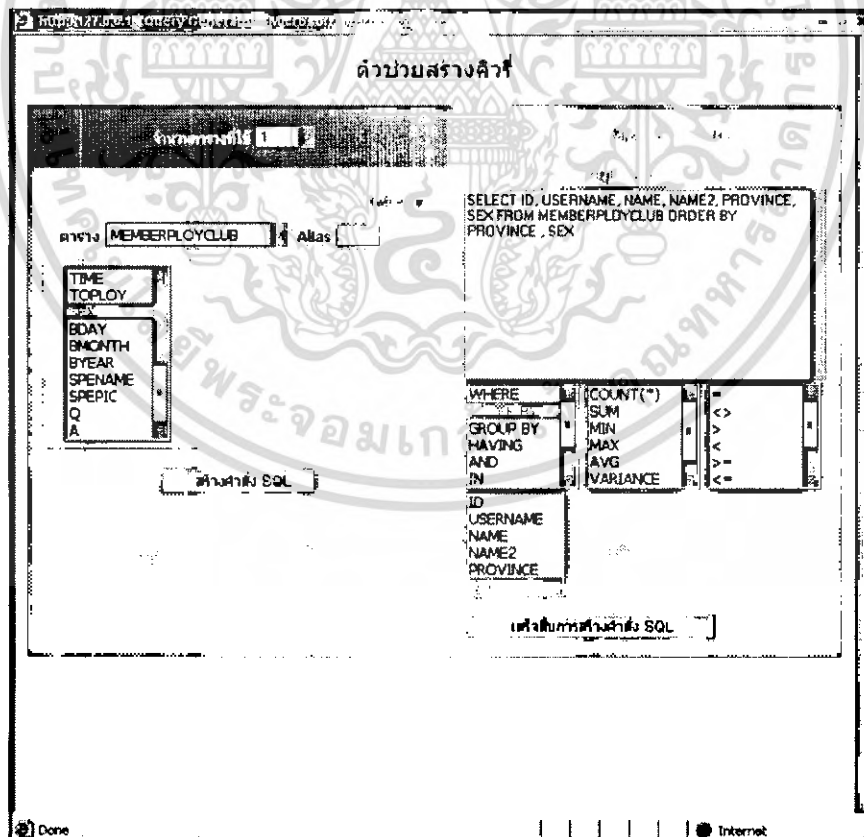 ตัวช่วยสร้างคิวรี่
1
SELECT ID, USERNAME, NAME, NAME2, PROVINCE,
SEX FROM MEMBERPLOYCLUB ORDER BY
PROVINCE , SEX
ตาราง MEMBERPLOYCLUB Alias
TIME
TOPLOY
SEX
BDAY
BMONTH
BYEAR
SPENAME
SPEPIC
Q
A
WHERE
GROUP BY
HAVING
AND
IN
COUNT(*)
SUM
MIN
MAX
AVG
VARIANCE
=
<>
>
<
>=
<=
สร้างคำสั่ง SQL
ID
USERNAME
NAME
NAME2
PROVINCE
เสร็จสิ้นการสร้างคำสั่ง SQL
Done
Internet